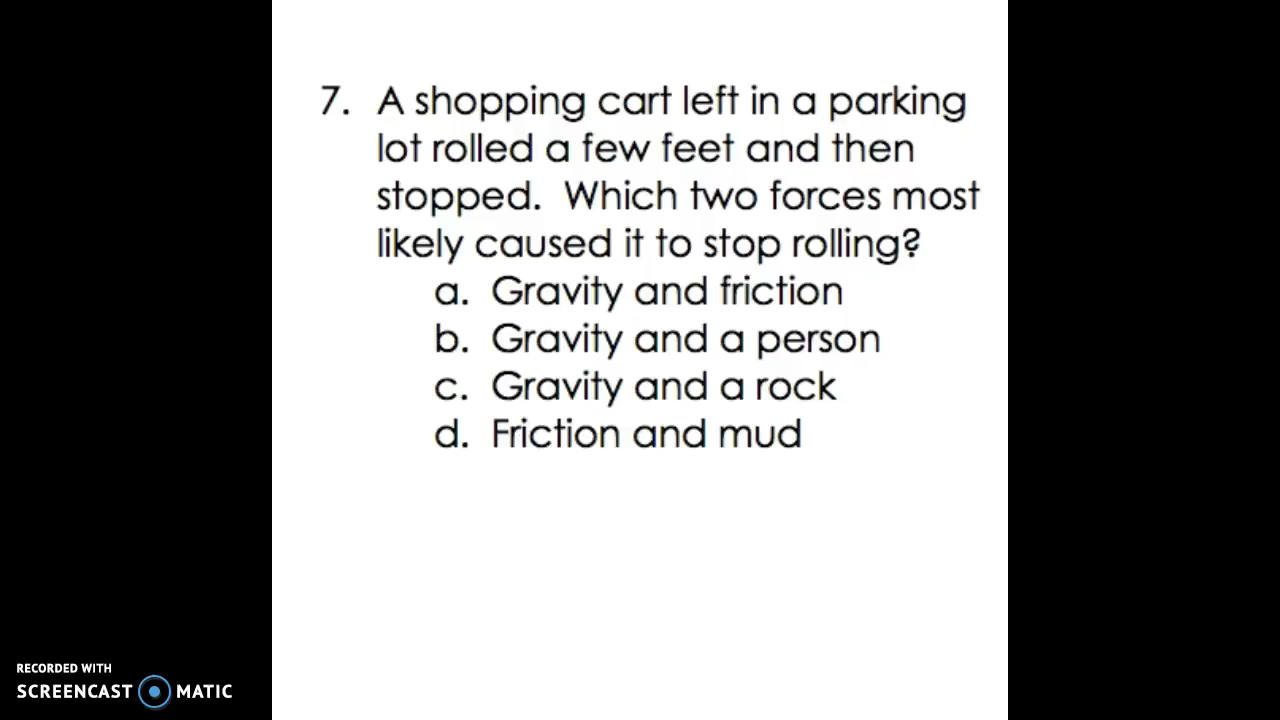 7. A shopping cart left in a parking
lot rolled a few feet and then
stopped. Which two forces most
likely caused it to stop rolling?
a. Gravity and friction
b. Gravity and a person
c. Gravity and a rock
d. Friction and mud
RECORDED WITH
SCREENCAST MATIC